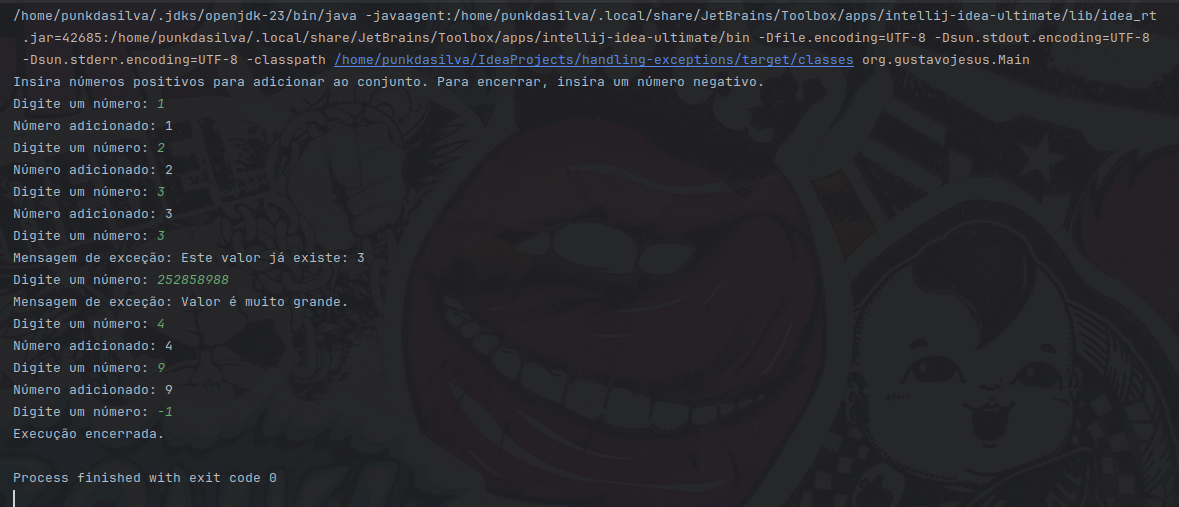 /home/punkdasilva/.jdks/openjdk-23/bin/java -javaagent:/home/punkdasilva/.local/share/JetBrains/Toolbox/apps/intellij-idea-ultimate/lib/idea_rt
.jar=42685:/home/punkdasilva/.local/share/JetBrains/Toolbox/apps/intellij-idea-ultimate/bin -Dfile.encoding=UTF-8 -Dsun.stdout.encoding=UTF-8
-Dsun.stderr.encoding=UTF-8 -classpath /home/punkdasilva/IdeaProjects/handling-exceptions/target/classes org.gustavojesus.Main
Insira números positivos para adicionar ao conjunto. Para encerrar, insira um número negativo.
Digite um número: 1
Número adicionado: 1
Digite um número: 2
Número adicionado: 2
Digite um número: 3
Número adicionado: 3
Digite um número: 3
Mensagem de exceção: Este valor já existe: 3
Digite um número: 252858988
Mensagem de exceção: Valor é muito grande.
Digite um número: 4
Número adicionado: 4
Digite um número: 9
Número adicionado: 9
Digite um número: -1
Execução encerrada.
Process finished with exit code 0